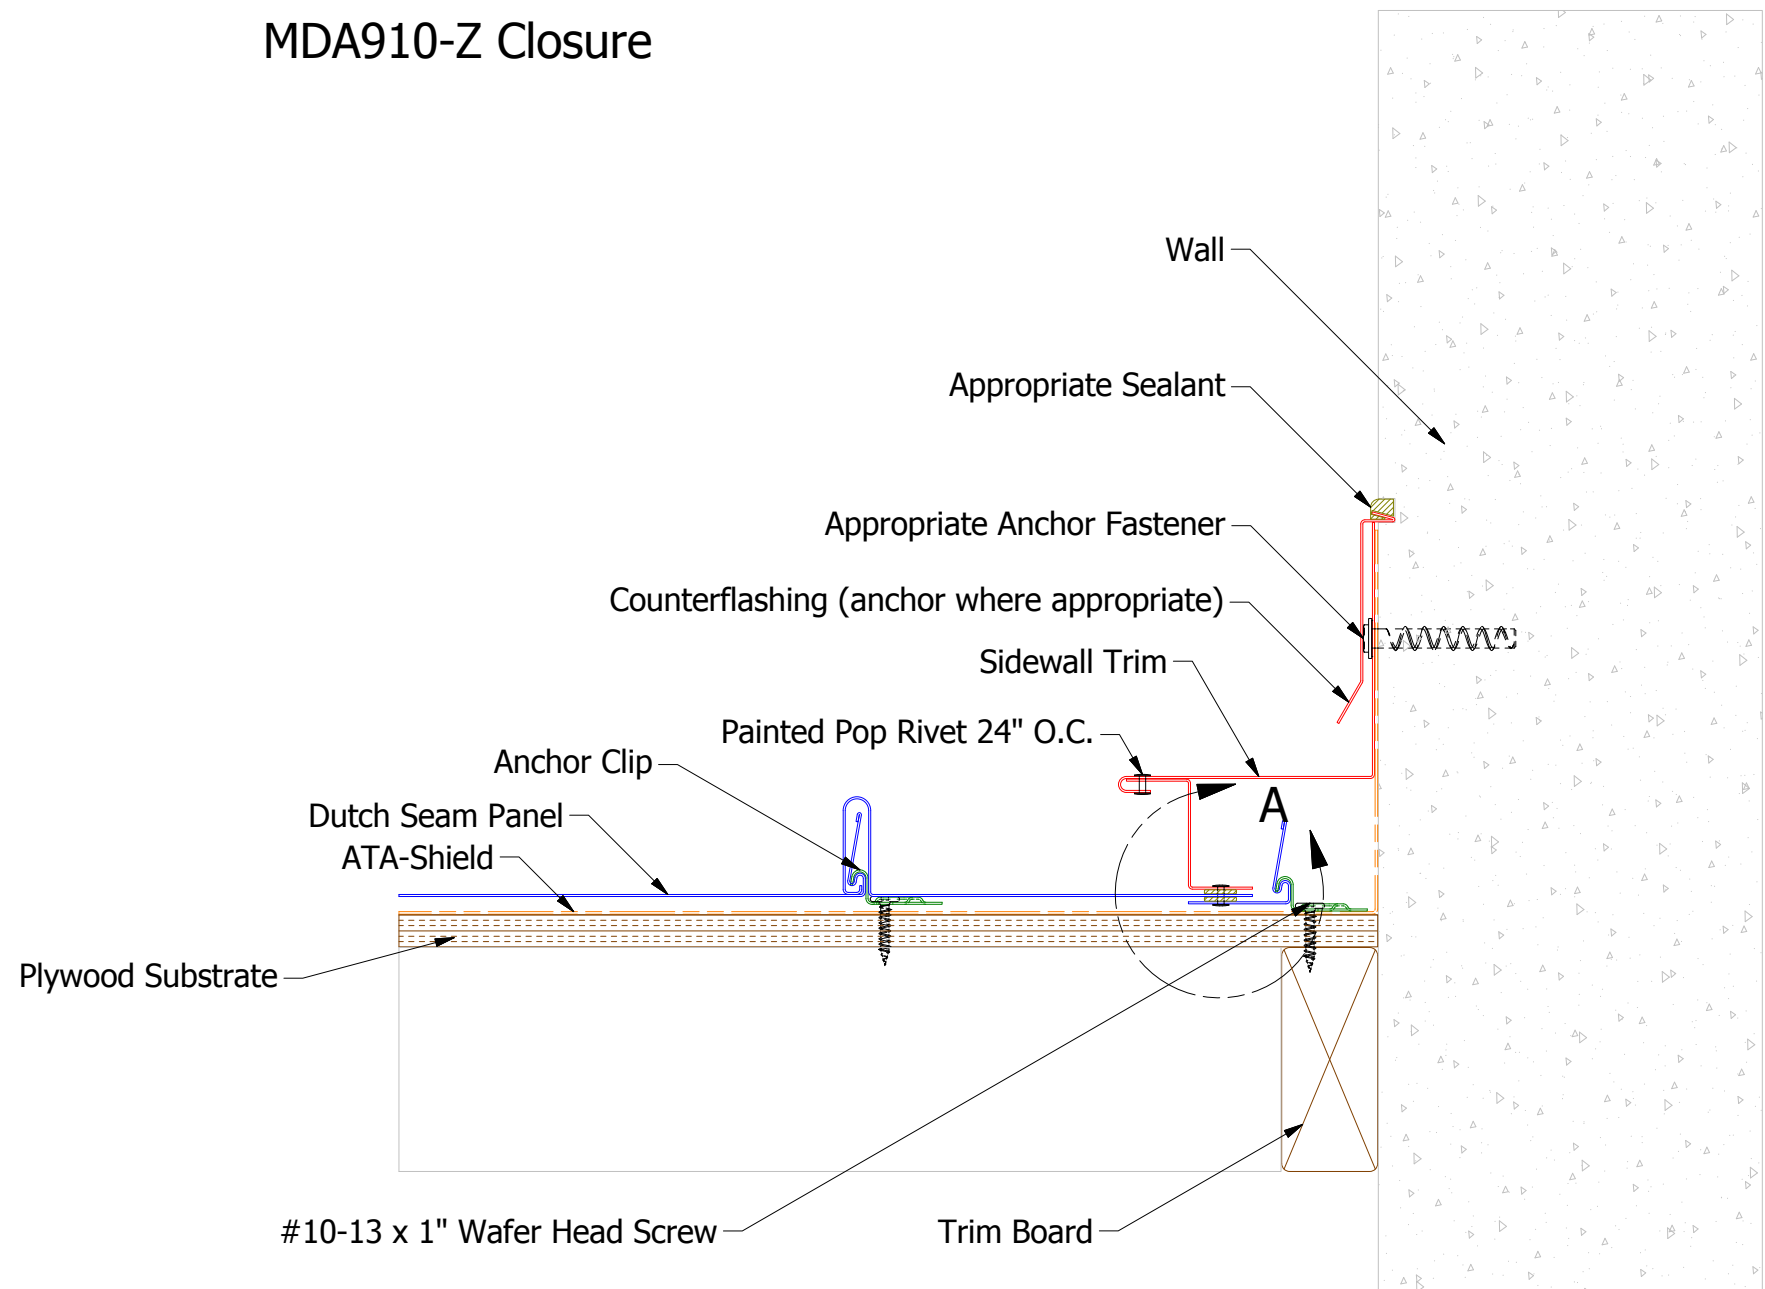 MDA910-Z Closure
Wall
Appropriate Sealant
Appropriate Anchor Fastener
Counterflashing (anchor where appropriate)
Sidewall Trim
Painted Pop Rivet 24" O.C.
Anchor Clip
A
Dutch Seam Panel
ATA-Shield
Plywood Substrate
#10-13 x 1" Wafer Head Screw
Trim Board